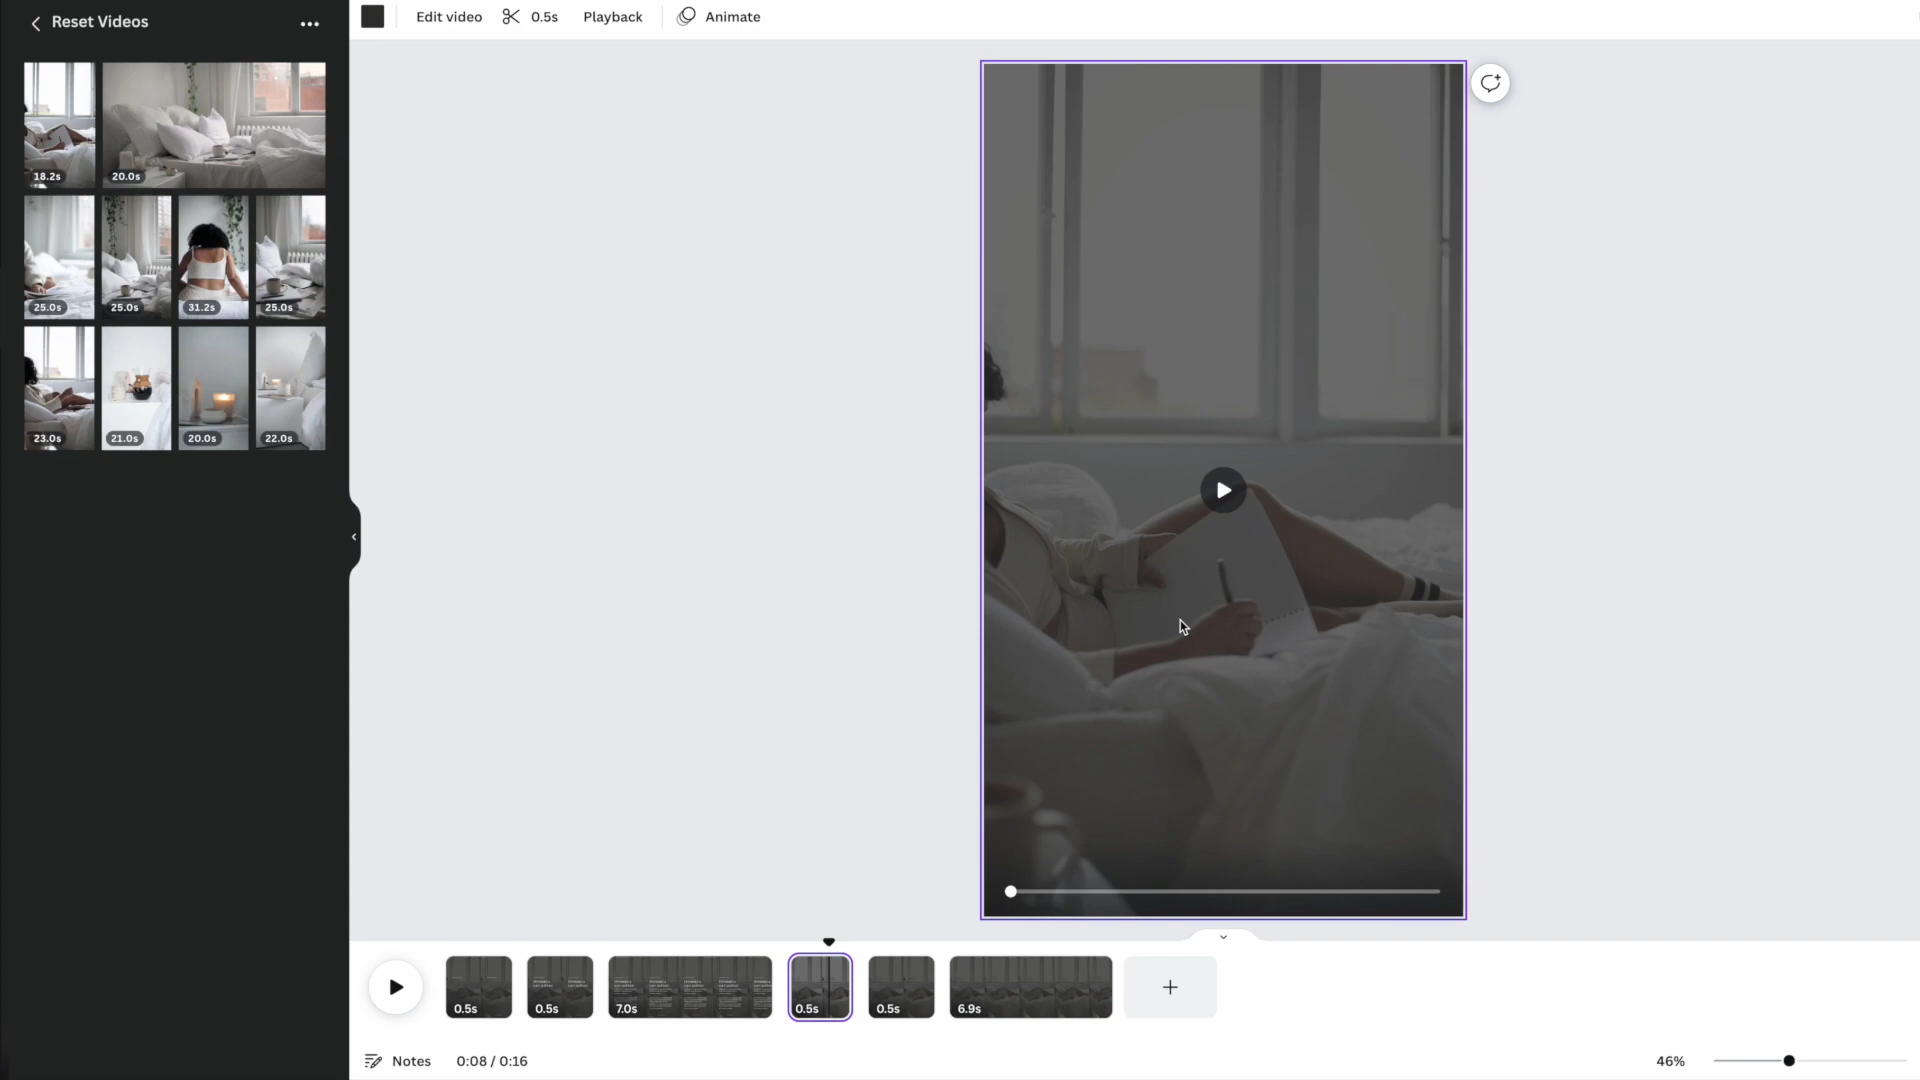 Reset Videos
Edit video
0.5s
Playback
Animate
18.2s
20.0s
25.0s
25.0s
31.2s
25.0s
23.0s
21.0s
20.0s
22.0s
0.5s
0.5s
7.0s
0.5s
0.5s
6.9s
Notes
0:08 / 0:16
46%